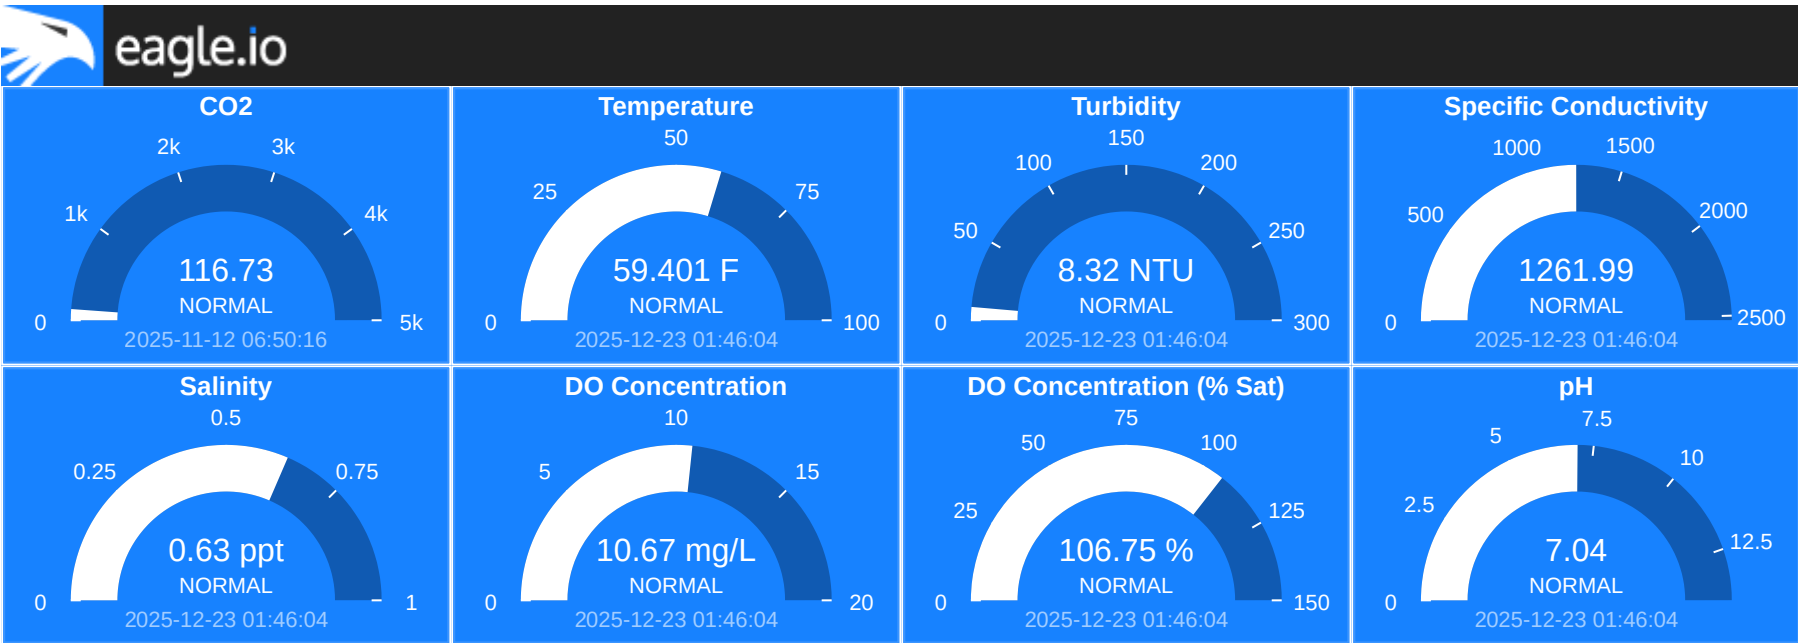 eagle.io
CO2
0
1k
2k
3k
4k
5k
116.73
NORMAL
2025-11-12 06:50:16
Temperature
0
25
50
75
100
59.401 F
NORMAL
2025-12-23 01:46:04
Turbidity
0
50
100
150
200
250
300
8.32 NTU
NORMAL
2025-12-23 01:46:04
Specific Conductivity
0
500
1000
1500
2000
2500
1261.99
NORMAL
2025-12-23 01:46:04
Salinity
0
0.25
0.5
0.75
1
0.63 ppt
NORMAL
2025-12-23 01:46:04
DO Concentration
0
5
10
15
20
10.67 mg/L
NORMAL
2025-12-23 01:46:04
DO Concentration (% Sat)
0
25
50
75
100
125
150
106.75 %
NORMAL
2025-12-23 01:46:04
pH
0
2.5
5
7.5
10
12.5
7.04
NORMAL
2025-12-23 01:46:04